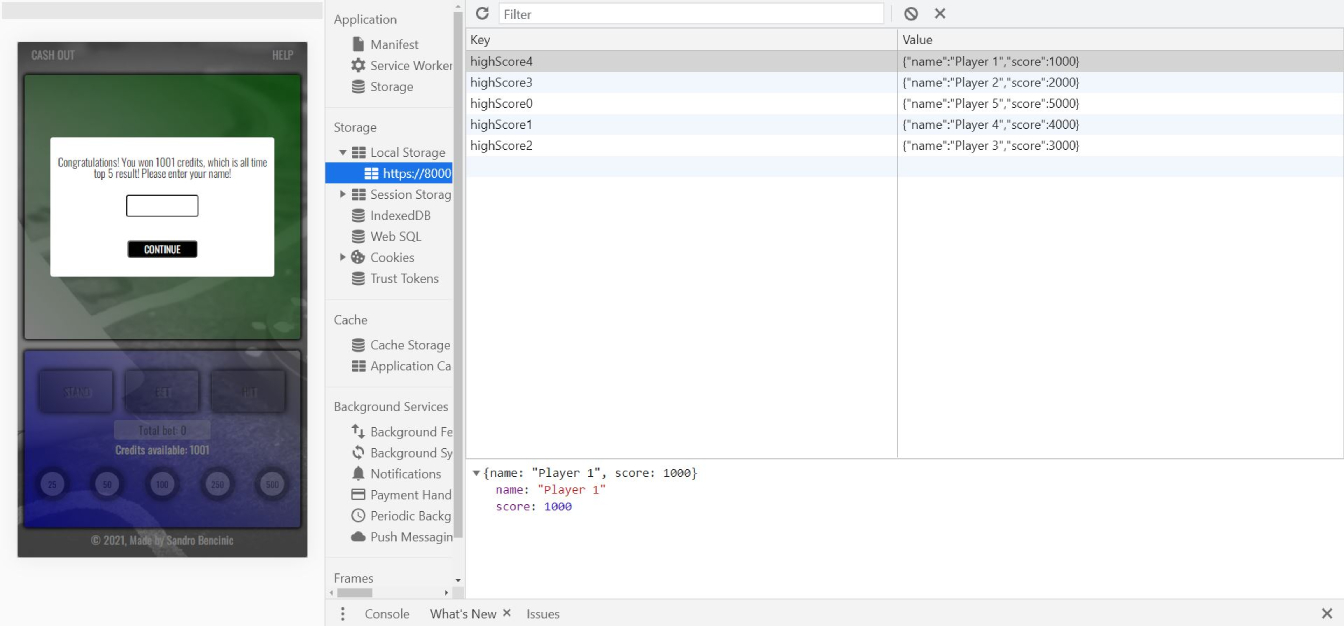 CASH OUT
HELP
Congratulations! You won 1001 credits, which is all time
top 5 result! Please enter your name!
CONTINUE
STAND
BET
HIT
Total bet: 0
Credits available: 1001
25
50
100
250
500
© 2021, Made by Sandro Bencinic
Application
Manifest
Service Worker
Storage
Storage
Local Storage
https://8000
Session Storag
IndexedDB
Web SQL
Cookies
Trust Tokens
Cache
Cache Storage
Application Ca
Background Services
Background Fe
Background Sy
Notifications
Payment Hand
Periodic Backg
Push Messagin
Frames
Filter
Key
Value
highScore4
{"name":"Player 1","score":1000}
highScore3
{"name":"Player 2","score":2000}
highScore0
{"name":"Player 5","score":5000}
highScore1
{"name":"Player 4","score":4000}
highScore2
{"name":"Player 3","score":3000}
{name: "Player 1", score: 1000}
name: "Player 1"
score: 1000
Console
What's New
Issues